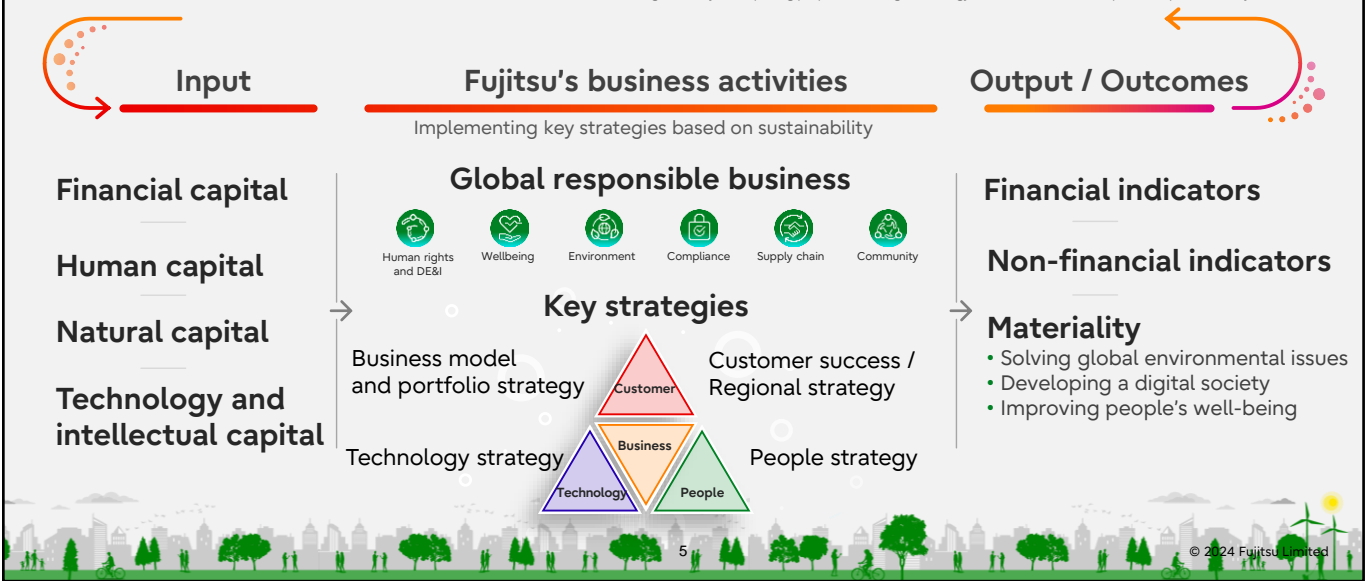 Input
Fujitsu's business activities
Output / Outcomes
Implementing key strategies based on sustainability
Financial capital
Human capital
Natural capital
Technology and
intellectual capital
Global responsible business
Human rights
and DE&I
Wellbeing
Environment
Compliance
Supply chain
Community
Key strategies
Business model
and portfolio strategy
Customer success /
Regional strategy
Technology strategy
People strategy
Customer
Business
Technology
People
Financial indicators
Non-financial indicators
Materiality
• Solving global environmental issues
• Developing a digital society
• Improving people's well-being
5
© 2024 Fujitsu Limited